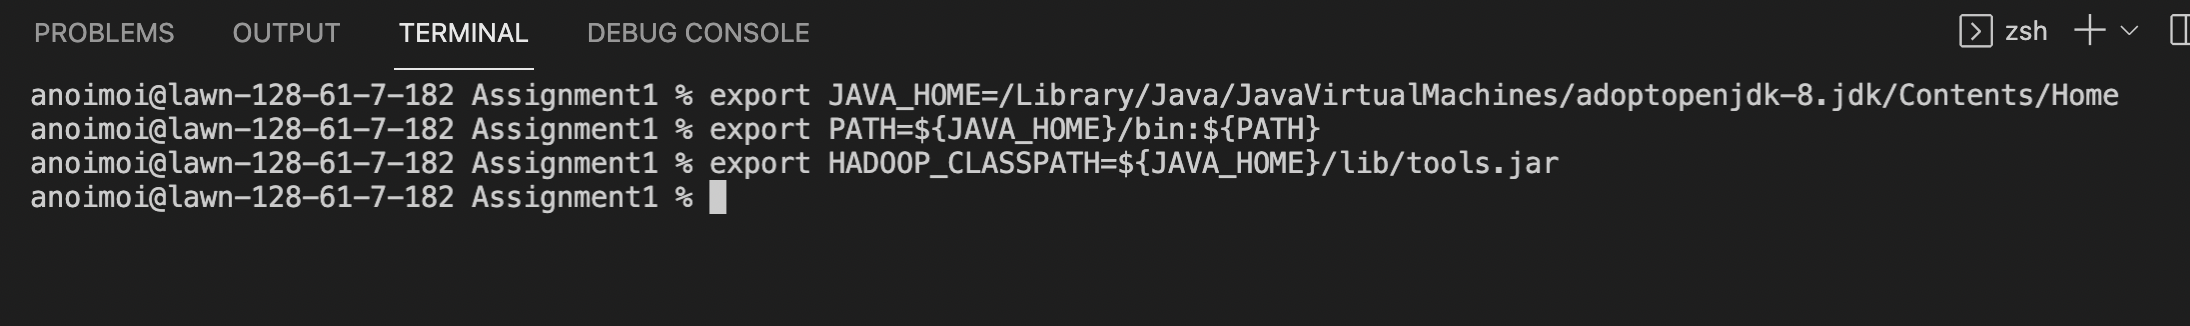 PROBLEMS OUTPUT TERMINAL DEBUG CONSOLE zsh
anoimoi@lawn-128-61-7-182 Assignment1 % export JAVA_HOME=/Library/Java/JavaVirtualMachines/adoptopenjdk-8.jdk/Contents/Home
anoimoi@lawn-128-61-7-182 Assignment1 % export PATH=${JAVA_HOME}/bin:${PATH}
anoimoi@lawn-128-61-7-182 Assignment1 % export HADOOP_CLASSPATH=${JAVA_HOME}/lib/tools.jar
anoimoi@lawn-128-61-7-182 Assignment1 %